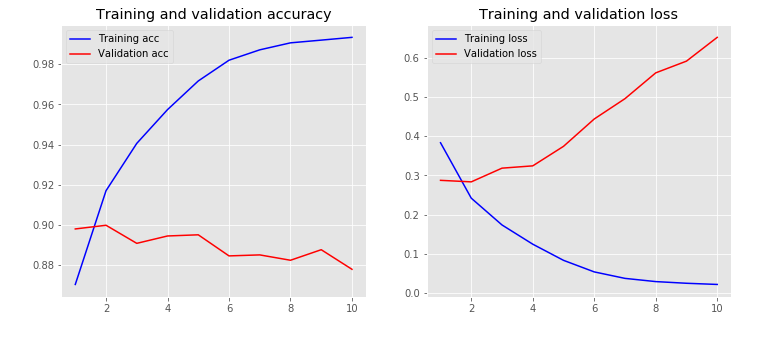 Training and validation accuracy
Training acc
Validation acc
0.98
0.96
0.94
0.92
0.90
0.88
2 4 6 8 10
Training and validation loss
Training loss
Validation loss
0.6
0.5
0.4
0.3
0.2
0.1
0.0
2 4 6 8 10